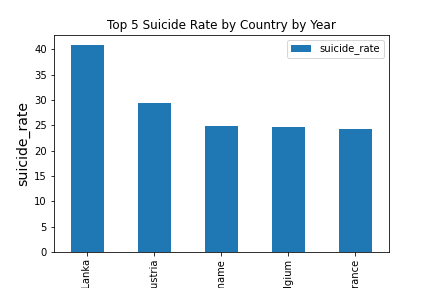 Top 5 Suicide Rate by Country by Year
suicide_rate
suicide_rate
40
35
30
25
20
15
10
5
0
Lanka
ustria
name
lgium
rance